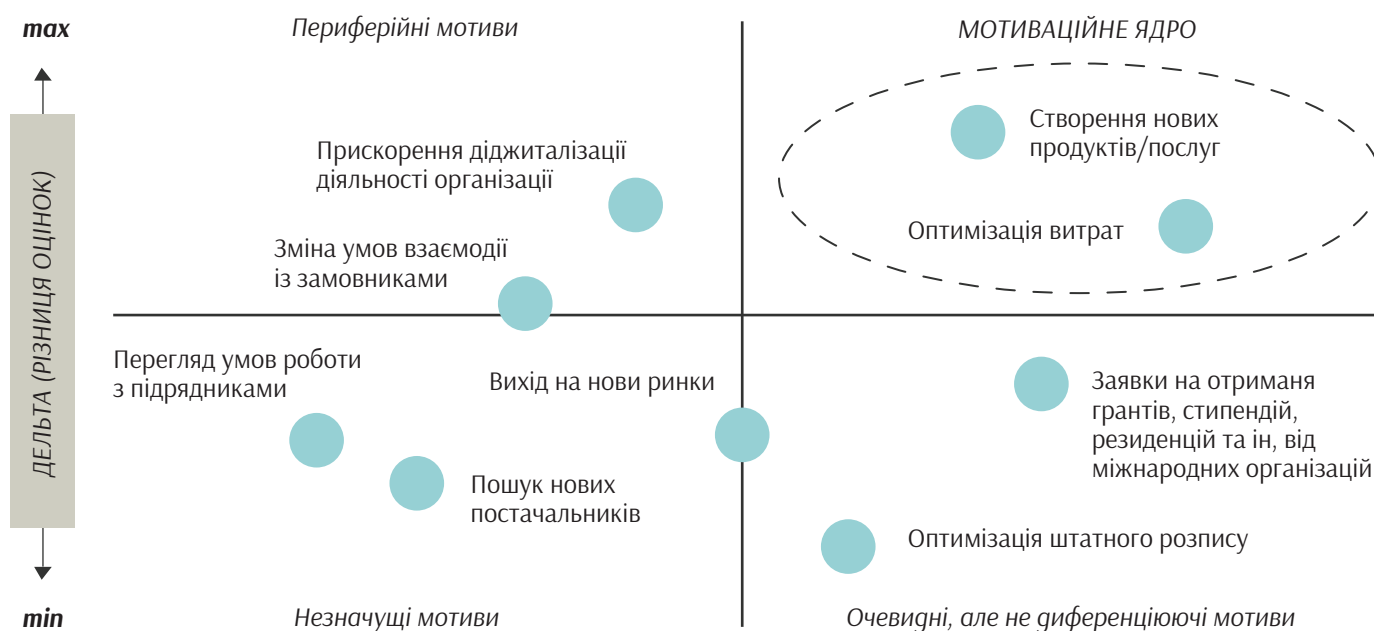 max
Периферійні мотиви
МОТИВАЦІЙНЕ ЯДРО
Створення нових
продуктів/послуг
Прискорення діджиталізації
діяльності організації
Оптимізація витрат
Зміна умов взаємодії
із замовниками
ДЕЛЬТА (РІЗНИЦЯ ОЦІНОК)
Перегляд умов роботи
з підрядниками
Вихід на нови ринки
Заявки на отриманя
грантів, стипендій,
резиденцій та ін, від
міжнародних організацій
Пошук нових
постачальників
Оптимізація штатного розпису
min
Незначущі мотиви
Очевидні, але не диференціюючі мотиви